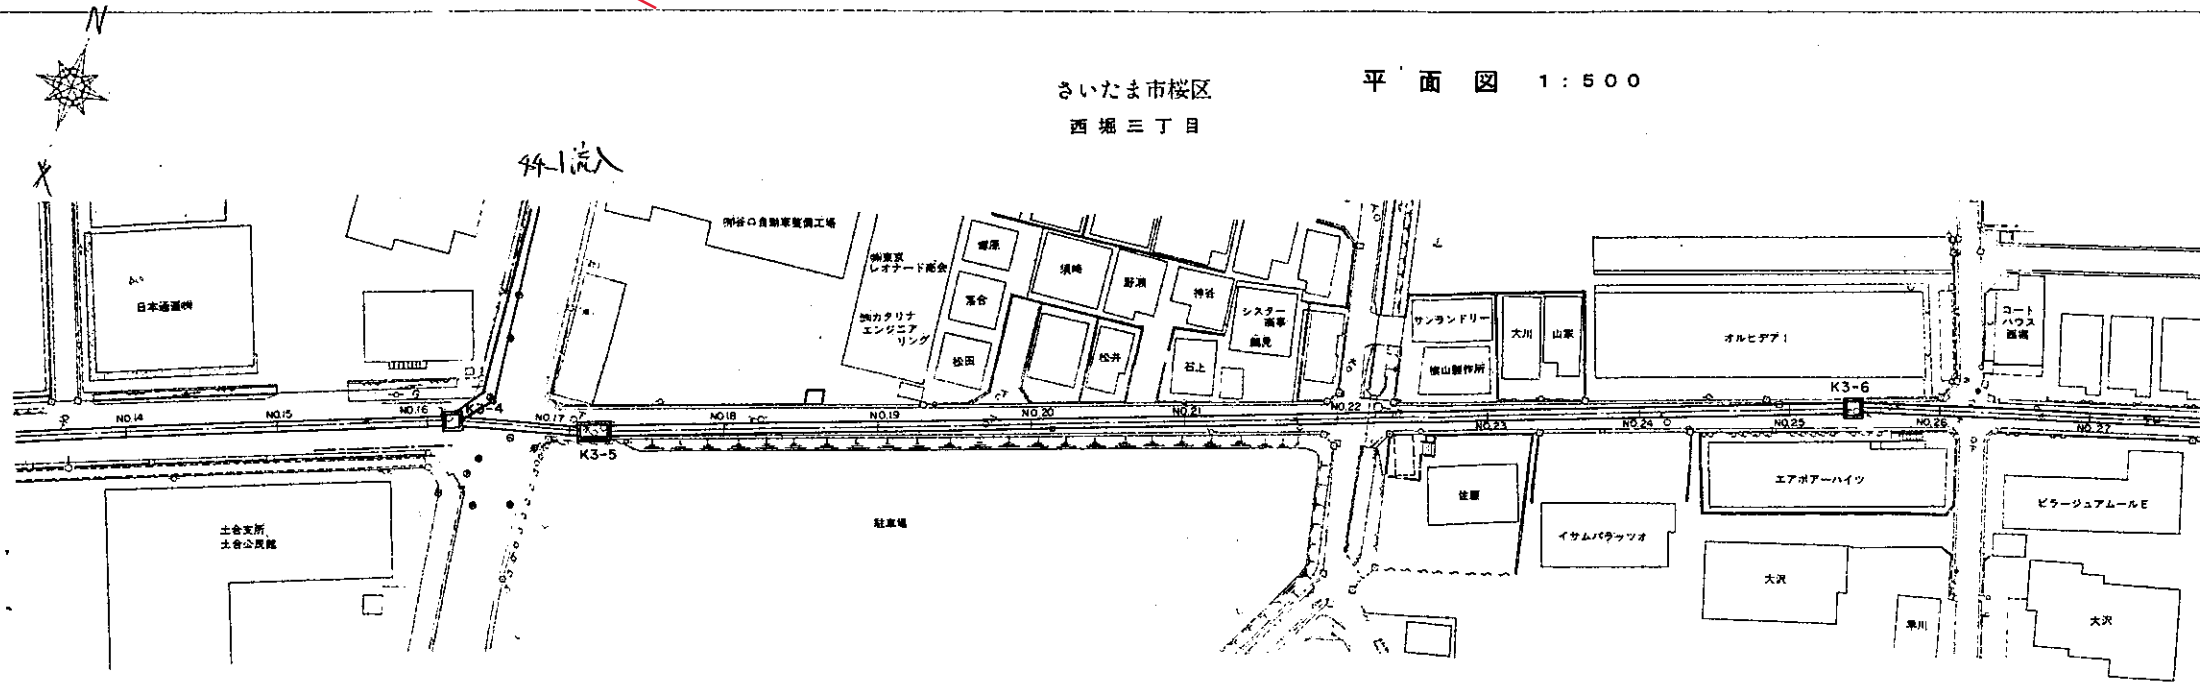 N
さいたま市桜区
平面図 1:500
西堀三丁目
44-1流入
㈲谷口自動車整備工場
㈱東京
レオナード商会
須崎
野瀬
神谷
シスター
商事
鶴見
サンランドリー
大川
山家
オルヒデア1
コート
ハウス
西堀
日本通運㈱
落合
㈱カタリナ
エンジニア
リング
松田
松井
石上
横山製作所
K3-6
NO.14
NO.15
NO.16
K3-4
NO.17
NO.18
NO.19
NO.20
NO.21
NO.22
NO.23
NO.24
NO.25
NO.26
NO.27
K3-5
土合支所
土合公民館
駐車場
佐藤
イサムパラッツオ
エアポアーハイツ
ビラージュアムールE
大沢
早川
大沢